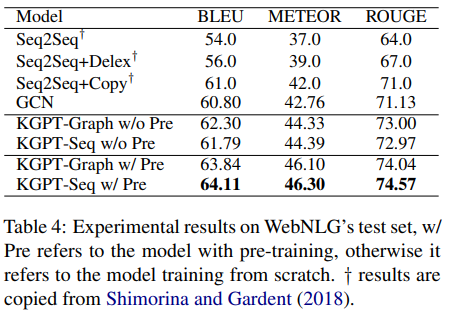 Model BLEU METEOR ROUGE
Seq2Seq† 54.0 37.0 64.0
Seq2Seq+Delex† 56.0 39.0 67.0
Seq2Seq+Copy† 61.0 42.0 71.0
GCN 60.80 42.76 71.13
KGPT-Graph w/o Pre 62.30 44.33 73.00
KGPT-Seq w/o Pre 61.79 44.39 72.97
KGPT-Graph w/ Pre 63.84 46.10 74.04
KGPT-Seq w/ Pre 64.11 46.30 74.57
Table 4: Experimental results on WebNLG's test set, w/
Pre refers to the model with pre-training, otherwise it
refers to the model training from scratch. † results are
copied from Shimorina and Gardent (2018).